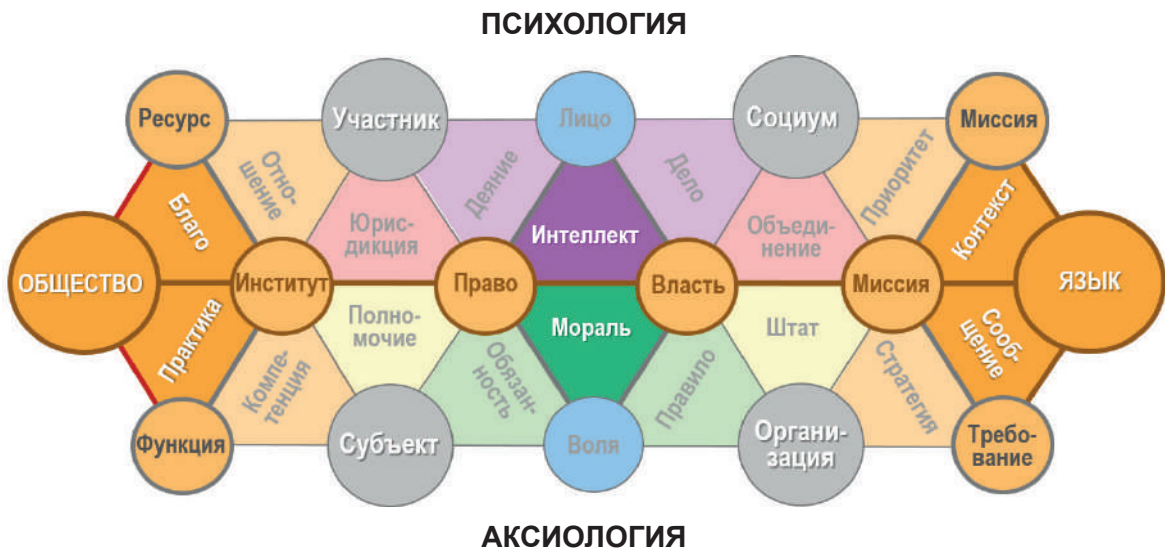 ПСИХОЛОГИЯ
Ресурс
Участник
Лицо
Социум
Миссия
Отно-
шение
Деяние
Дело
Приоритет
Благо
Юрис-
дикция
Интеллект
Объеди-
нение
Контекст
ОБЩЕСТВО
Институт
Право
Власть
Миссия
ЯЗЫК
Практика
Полно-
мочие
Мораль
Штат
Сооб-
щение
Компе-
тенция
Обязан-
ность
Правило
Стратегия
Функция
Субъект
Воля
Органи-
зация
Требо-
вание
АКСИОЛОГИЯ